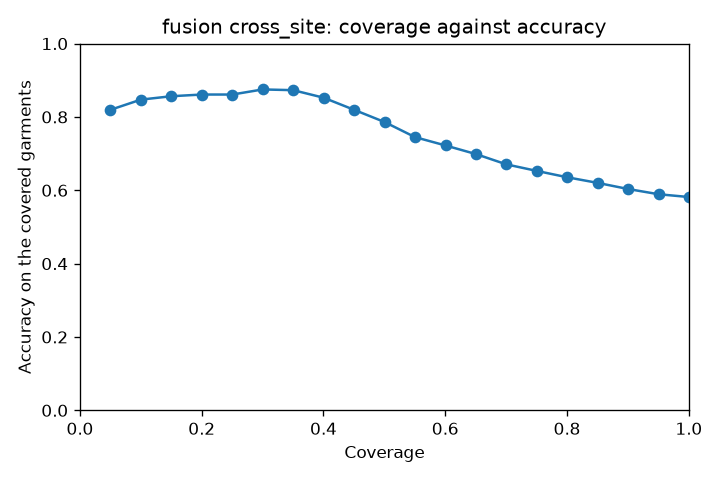 fusion cross_site: coverage against accuracy
Accuracy on the covered garments
1.0
0.8
0.6
0.4
0.2
0.0
0.0 0.2 0.4 0.6 0.8 1.0
Coverage